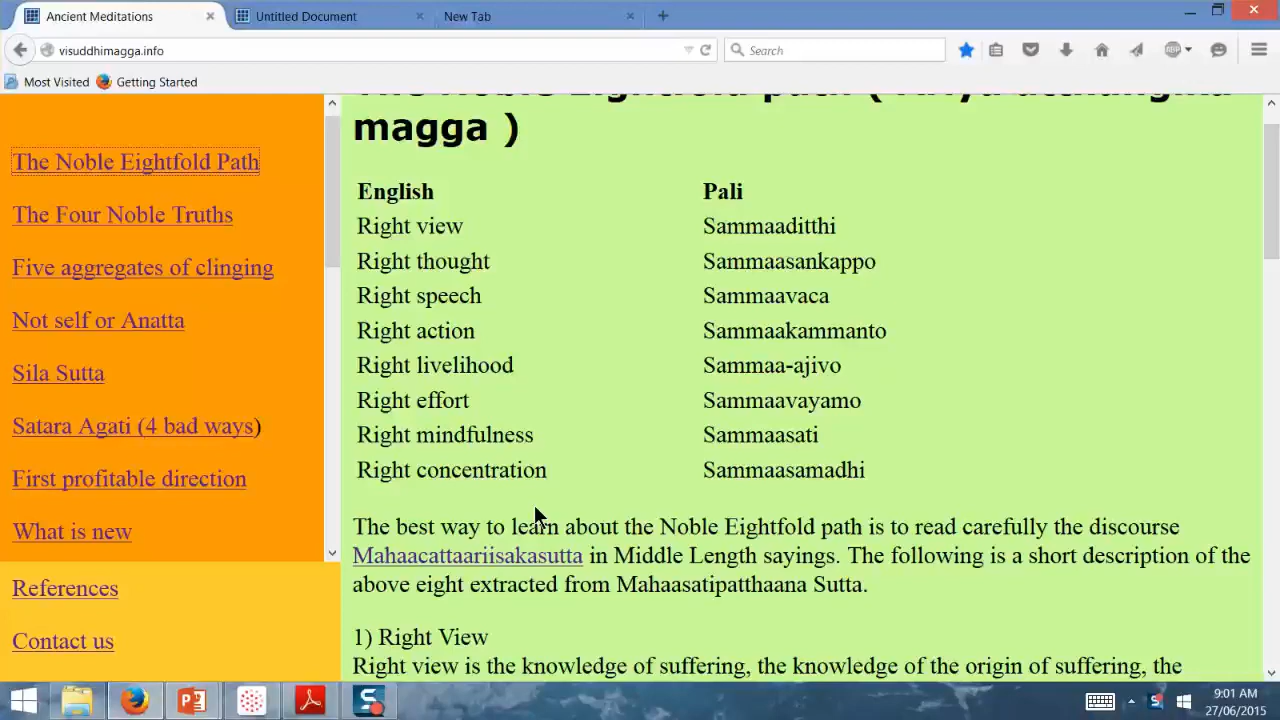 Ancient Meditations
Untitled Document
New Tab
visuddhimagga.info
Search
Most Visited
Getting Started
The Noble Eightfold Path
The Four Noble Truths
Five aggregates of clinging
Not self or Anatta
Sila Sutta
Satara Agati (4 bad ways)
First profitable direction
What is new
References
Contact us
magga )
English Pali
Right view Sammaaditthi
Right thought Sammaasankappo
Right speech Sammaavaca
Right action Sammaakammanto
Right livelihood Sammaa-ajivo
Right effort Sammaavayamo
Right mindfulness Sammaasati
Right concentration Sammaasamadhi
The best way to learn about the Noble Eightfold path is to read carefully the discourse
Mahaacattaariisakasutta in Middle Length sayings. The following is a short description of the
above eight extracted from Mahaasatipatthaana Sutta.
1) Right View
Right view is the knowledge of suffering, the knowledge of the origin of suffering, the
9:01 AM
27/06/2015